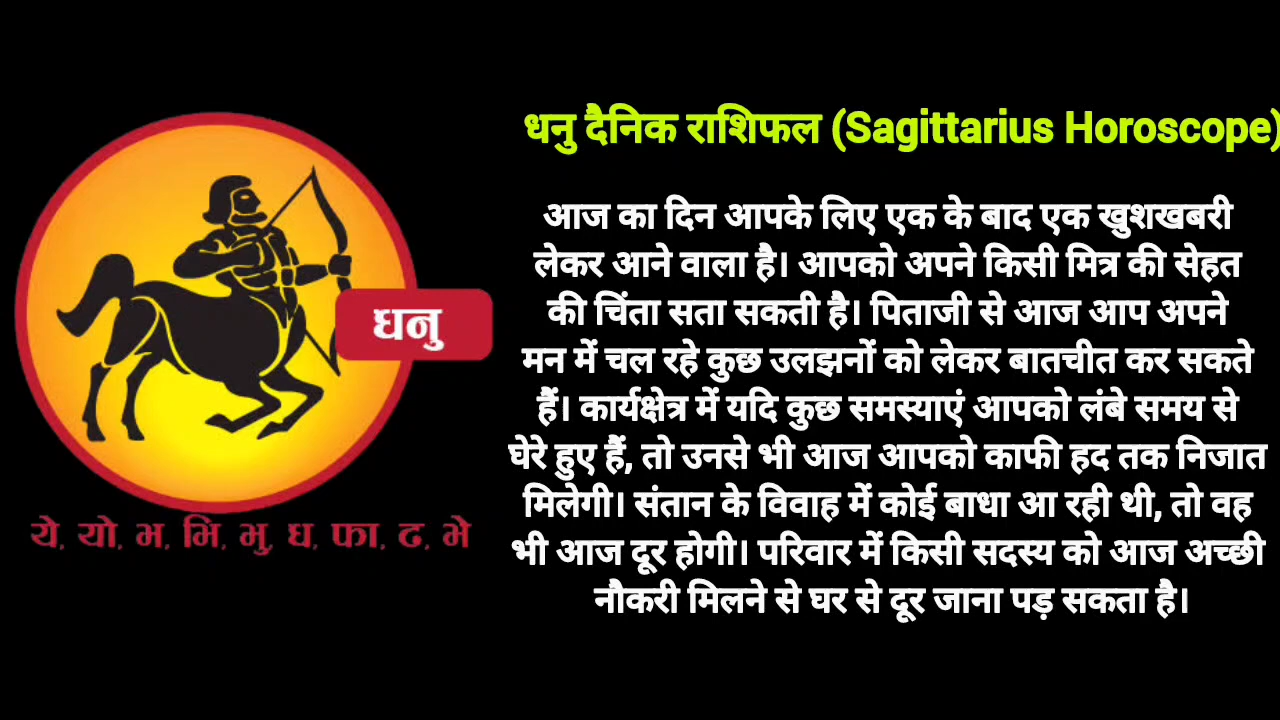 धनु दैनिक राशिफल (Sagittarius Horoscope)
आज का दिन आपके लिए एक के बाद एक खुशखबरी
लेकर आने वाला है। आपको अपने किसी मित्र की सेहत
की चिंता सता सकती है। पिताजी से आज आप अपने
मन में चल रहे कुछ उलझनों को लेकर बातचीत कर सकते
हैं। कार्यक्षेत्र में यदि कुछ समस्याएं आपको लंबे समय से
घेरे हुए हैं, तो उनसे भी आज आपको काफी हद तक निजात
मिलेगी। संतान के विवाह में कोई बाधा आ रही थी, तो वह
भी आज दूर होगी। परिवार में किसी सदस्य को आज अच्छी
नौकरी मिलने से घर से दूर जाना पड़ सकता है।
धनु
ये, यो, भ, भि, भु, ध, फा, ढ, भे